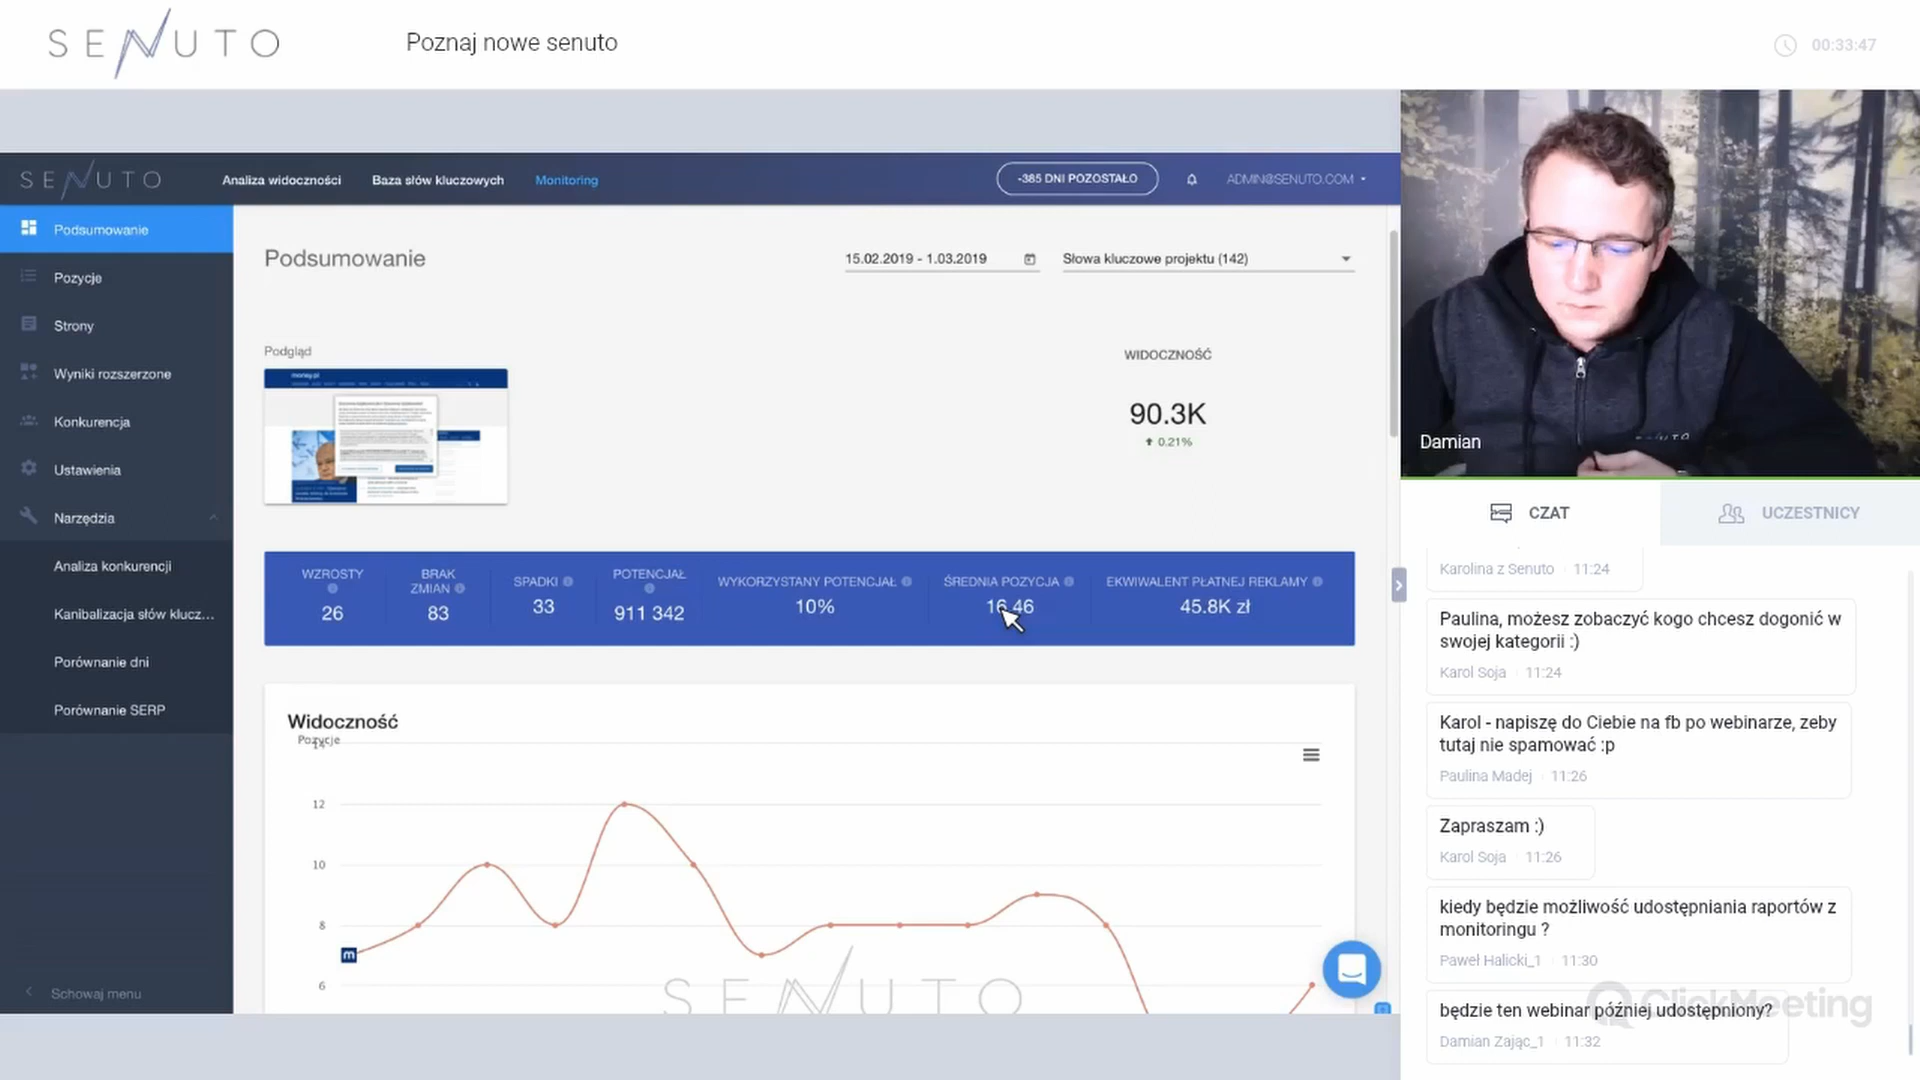 SENUTO
Poznaj nowe senuto
00:33:47
SENUTO
Analiza widoczności
Baza słów kluczowych
Monitoring
-385 DNI POZOSTAŁO
ADMIN@SENUTO.COM
Podsumowanie
Pozycje
Strony
Wyniki rozszerzone
Konkurencja
Ustawienia
Narzędzia
Analiza konkurencji
Kanibalizacja słów klucz...
Porównanie dni
Porównanie SERP
Schowaj menu
Podsumowanie
15.02.2019 - 1.03.2019
Słowa kluczowe projektu (142)
Podgląd
money.pl
WIDOCZNOŚĆ
90.3K
0.21%
WZROSTY
26
BRAK
ZMIAN
83
SPADKI
33
POTENCJAŁ
911 342
WYKORZYSTANY POTENCJAŁ
10%
ŚREDNIA POZYCJA
16.46
EKWIWALENT PŁATNEJ REKLAMY
45.8K zł
Widoczność
Pozycje
14
12
10
8
6
m
SENUTO
Damian
SENUTO
CZAT
UCZESTNICY
Karolina z Senuto 11:24
Paulina, możesz zobaczyć kogo chcesz dogonić w
swojej kategorii :)
Karol Soja 11:24
Karol - napiszę do Ciebie na fb po webinarze, zeby
tutaj nie spamować :p
Paulina Madej 11:26
Zapraszam :)
Karol Soja 11:26
kiedy będzie możliwość udostępniania raportów z
monitoringu ?
Paweł Halicki_1 11:30
będzie ten webinar później udostępniony?
Damian Zając_1 11:32
ClickMeeting